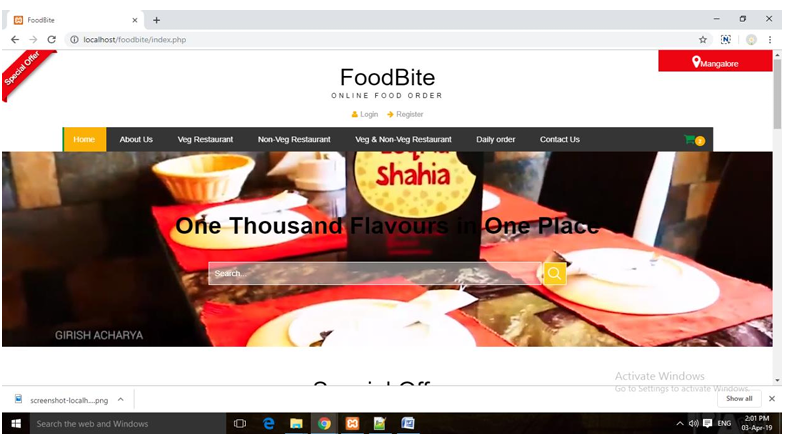 FoodBite
localhost/foodbite/index.php
Special Offer
Mangalore
FoodBite
ONLINE FOOD ORDER
Login Register
Home About Us Veg Restaurant Non-Veg Restaurant Veg & Non-Veg Restaurant Daily order Contact Us
Shahia
One Thousand Flavours in One Place
Search...
GIRISH ACHARYA
Special Off
Activate Windows
Go to Settings to activate Windows.
screenshot-localh....png Show all
Search the web and Windows
ENG 2:01 PM
03-Apr-19